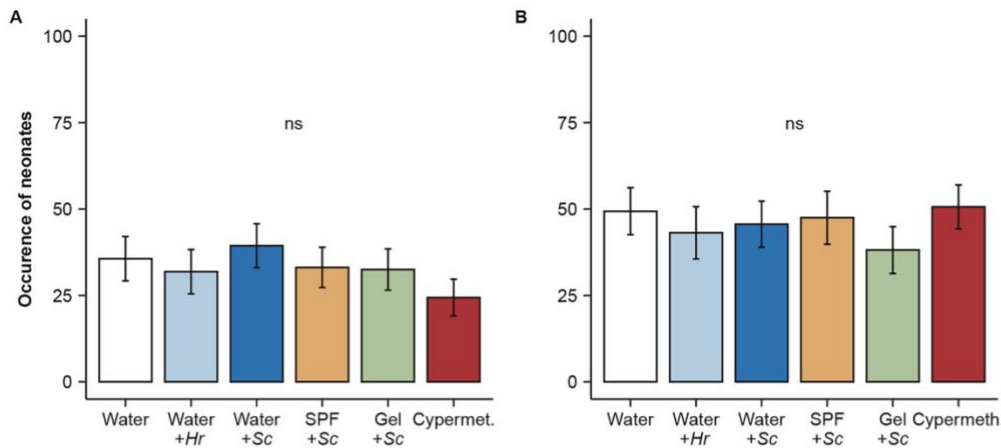 A
Occurence of neonates
100
75
50
25
0
ns
Water
Water
+Hr
Water
+Sc
SPF
+Sc
Gel
+Sc
Cypermet.
B
100
75
50
25
0
ns
Water
Water
+Hr
Water
+Sc
SPF
+Sc
Gel
+Sc
Cypermeth